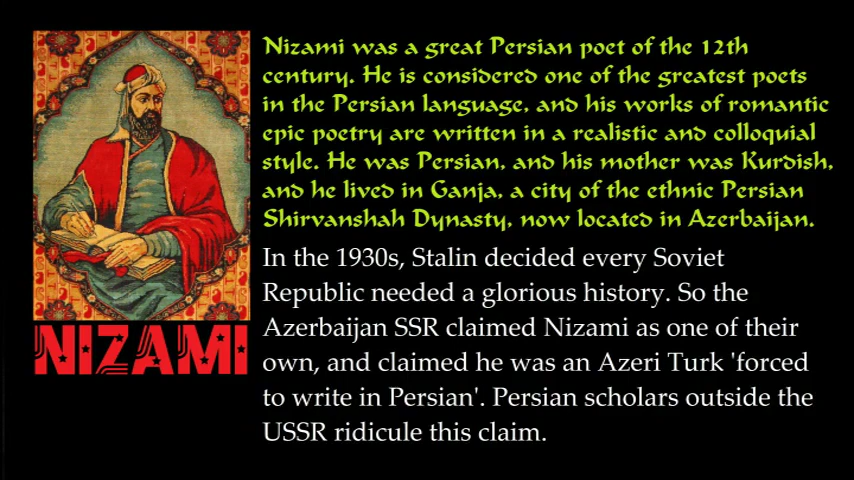 Nizami was a great Persian poet of the 12th
century. He is considered one of the greatest poets
in the Persian language, and his works of romantic
epic poetry are written in a realistic and colloquial
style. He was Persian, and his mother was Kurdish,
and he lived in Ganja, a city of the ethnic Persian
Shirvanshah Dynasty, now located in Azerbaijan.
In the 1930s, Stalin decided every Soviet
Republic needed a glorious history. So the
Azerbaijan SSR claimed Nizami as one of their
own, and claimed he was an Azeri Turk 'forced
to write in Persian'. Persian scholars outside the
USSR ridicule this claim.
NIZAMI